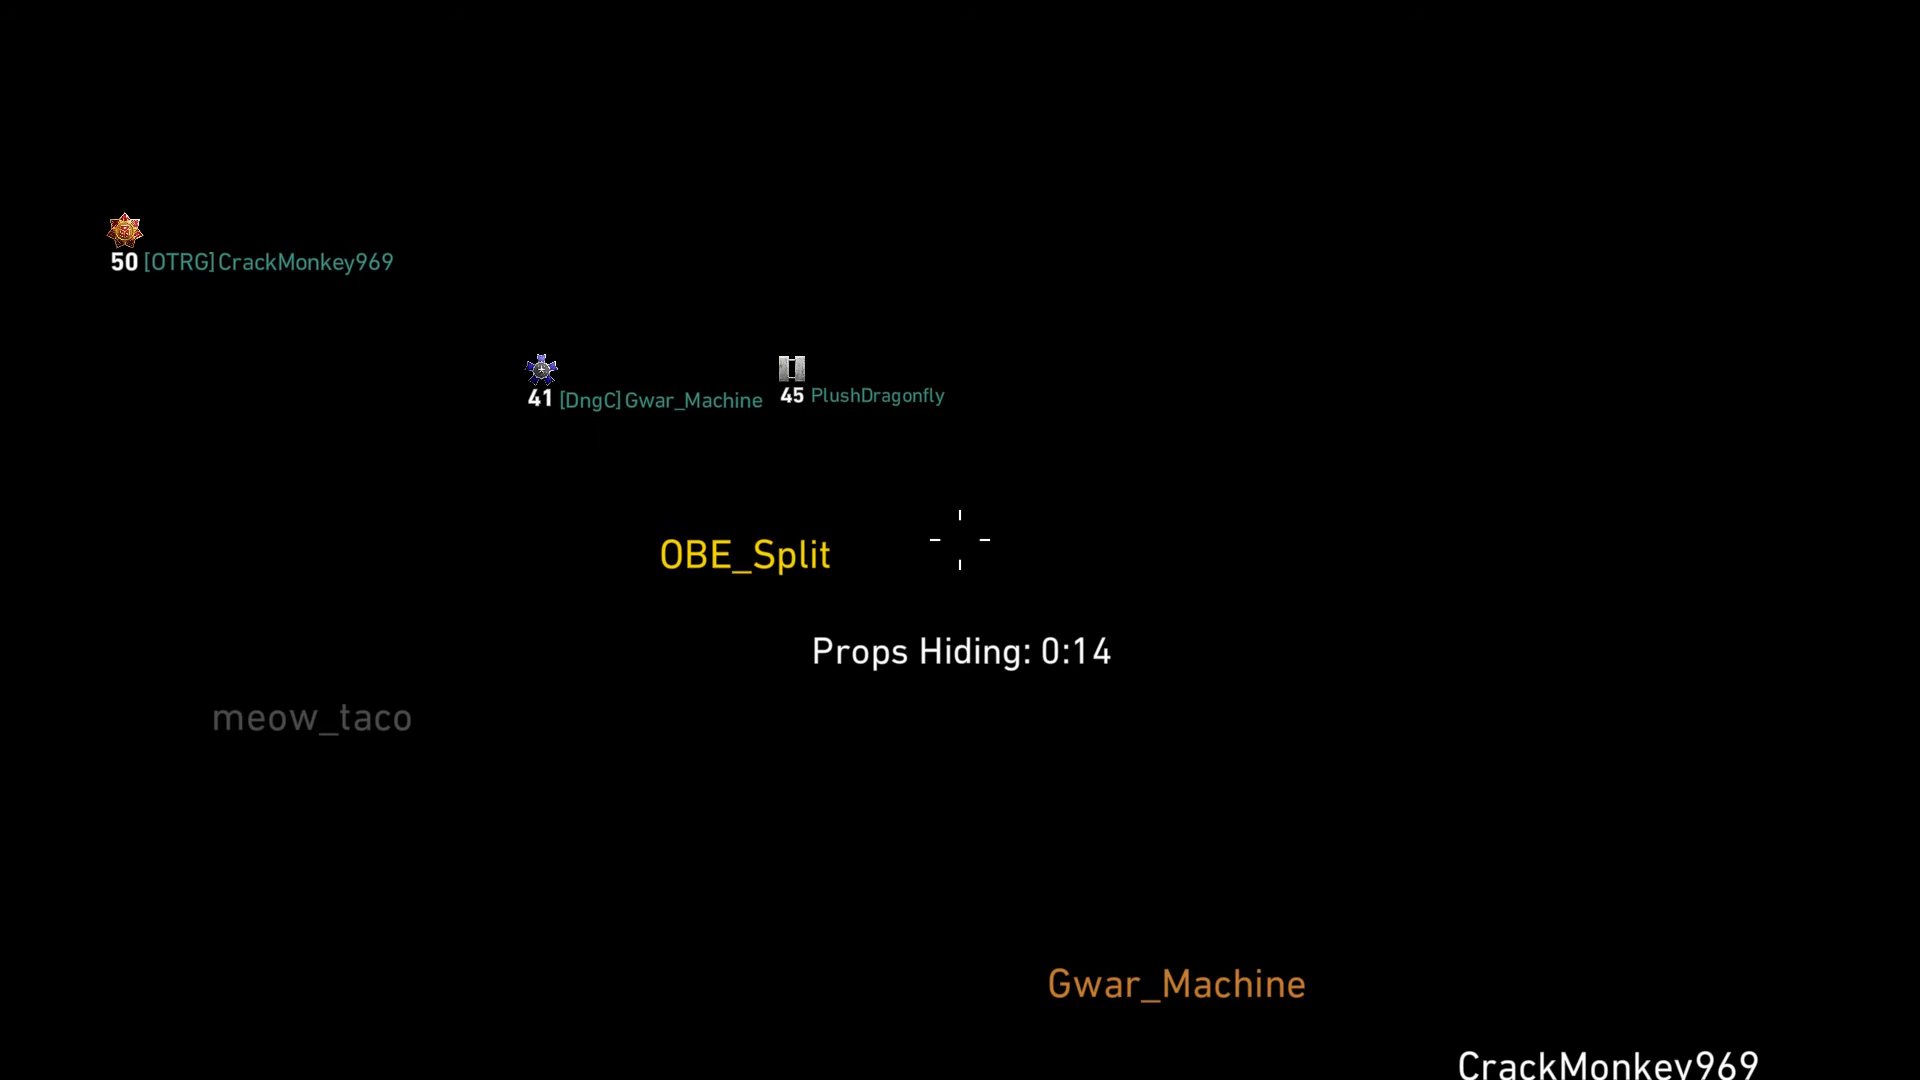 50 [OTRG]CrackMonkey969
41 [DngC]Gwar_Machine
45 PlushDragonfly
OBE_Split
Props Hiding: 0:14
meow_taco
Gwar_Machine
CrackMonkey969